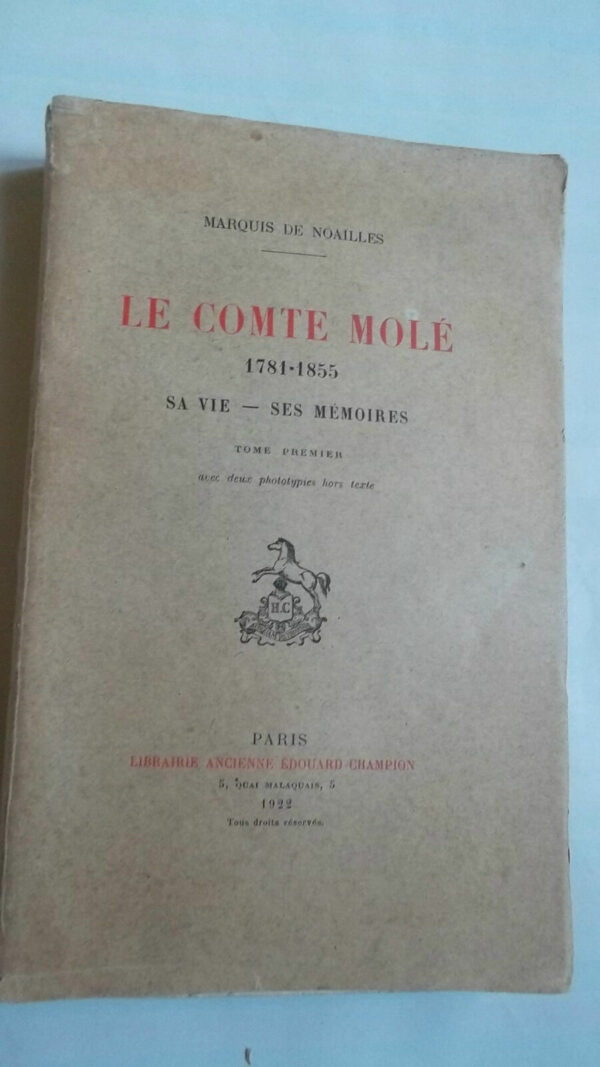 MARQUIS DE NOAILLES
LE COMTE MOLÉ
1781-1855
SA VIE — SES MÉMOIRES
TOME PREMIER
avec deux phototypies hors texte
H.C
PARIS
LIBRAIRIE ANCIENNE ÉDOUARD CHAMPION
5, QUAI MALAQUAIS, 5
1922
Tous droits réservés.